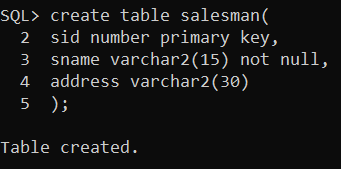 SQL> create table salesman(
  2  sid number primary key,
  3  sname varchar2(15) not null,
  4  address varchar2(30)
  5  );
Table created.